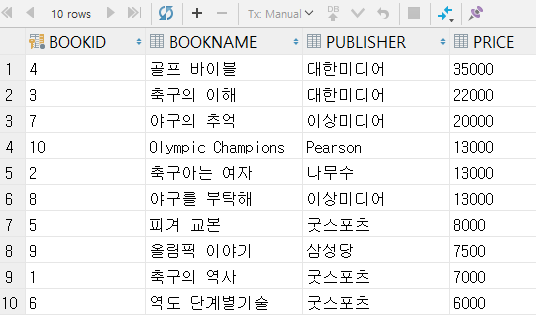 10 rows Tx: Manual DB
BOOKID BOOKNAME PUBLISHER PRICE
1 4 골프 바이블 대한미디어 35000
2 3 축구의 이해 대한미디어 22000
3 7 야구의 추억 이상미디어 20000
4 10 Olympic Champions Pearson 13000
5 2 축구아는 여자 나무수 13000
6 8 야구를 부탁해 이상미디어 13000
7 5 피겨 교본 굿스포츠 8000
8 9 올림픽 이야기 삼성당 7500
9 1 축구의 역사 굿스포츠 7000
10 6 역도 단계별기술 굿스포츠 6000